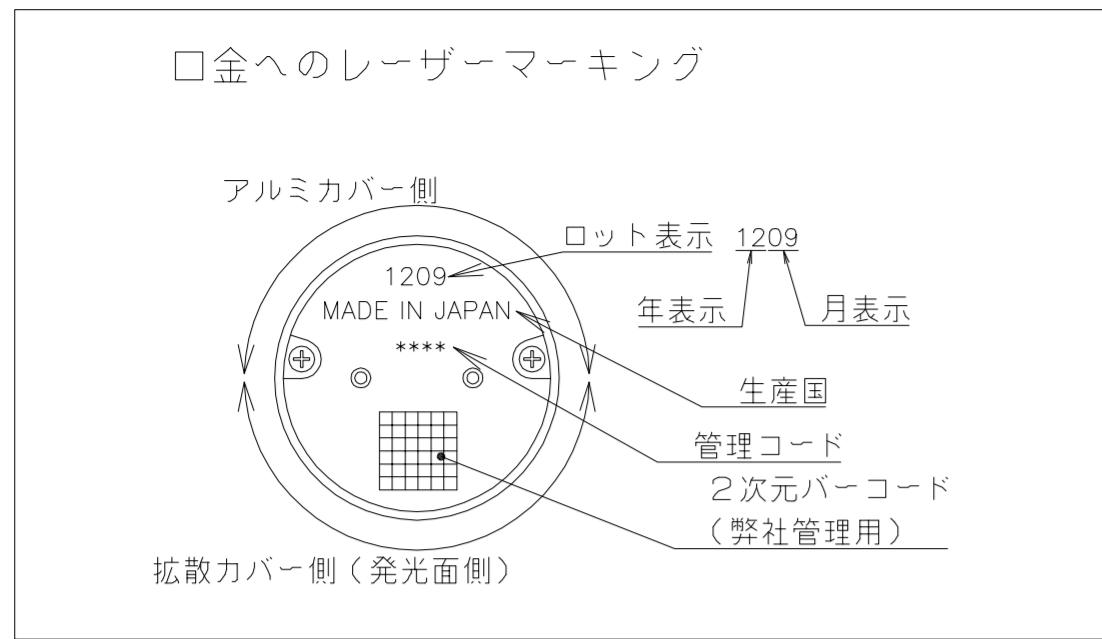 口金へのレーザーマーキング
アルミカバー側
ロット表示 1209
1209
MADE IN JAPAN
年表示
月表示
****
生産国
管理コード
2次元バーコード
(弊社管理用)
拡散カバー側(発光面側)